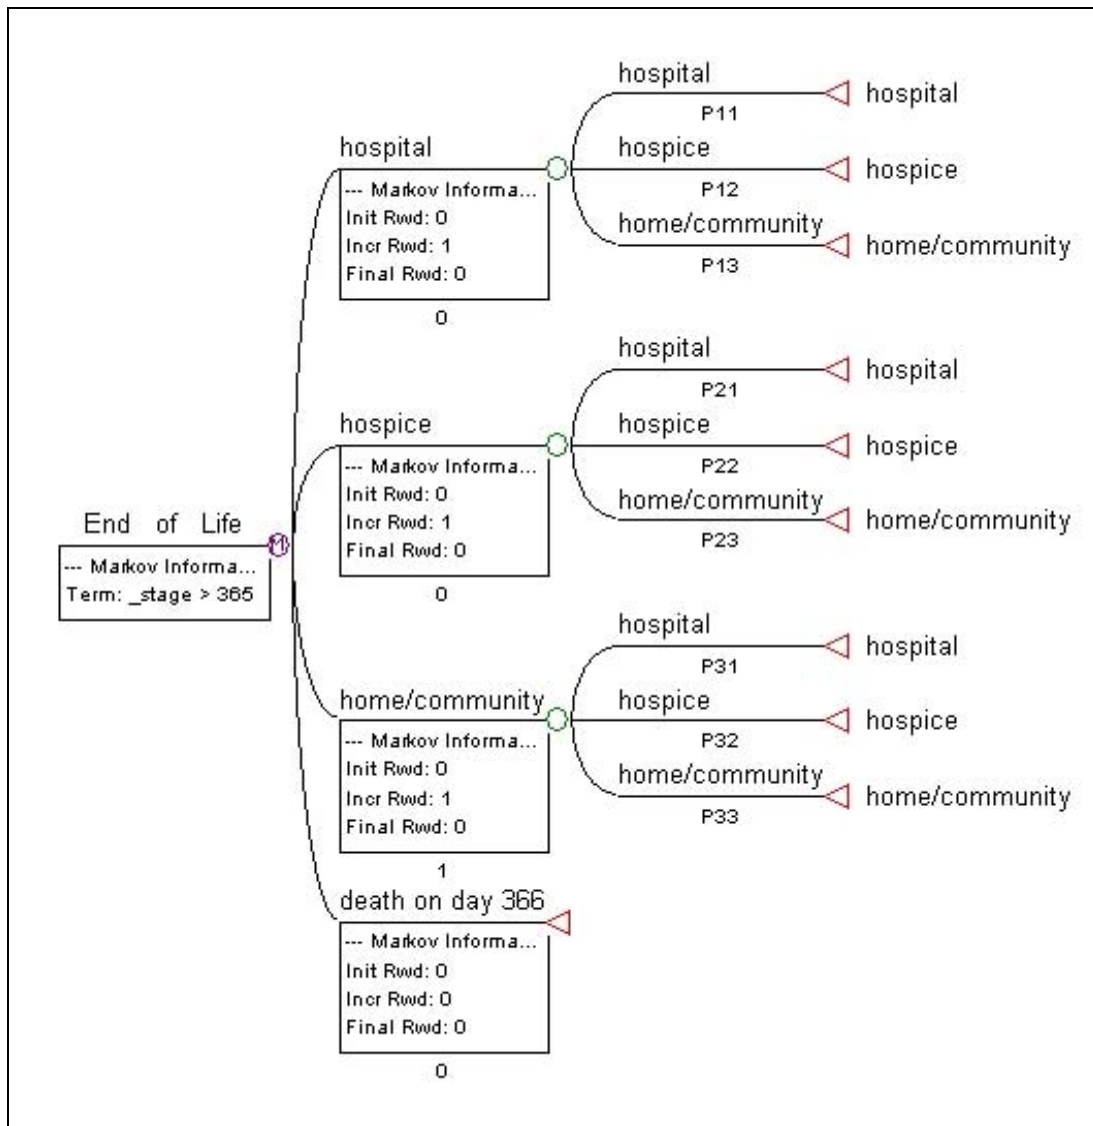 hospital
P11
hospital
hospice
P12
hospice
home/community
P13
home/community
hospital
--- Markov Informa...
Init Rwd: 0
Incr Rwd: 1
Final Rwd: 0
0
hospital
P21
hospital
hospice
P22
hospice
home/community
P23
home/community
hospice
--- Markov Informa...
Init Rwd: 0
Incr Rwd: 1
Final Rwd: 0
0
End of Life
M
--- Markov Informa...
Term: _stage > 365
hospital
P31
hospital
hospice
P32
hospice
home/community
P33
home/community
home/community
--- Markov Informa...
Init Rwd: 0
Incr Rwd: 1
Final Rwd: 0
1
death on day 366
--- Markov Informa...
Init Rwd: 0
Incr Rwd: 0
Final Rwd: 0
0